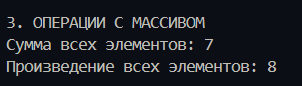 3. ОПЕРАЦИИ С МАССИВОМ
Сумма всех элементов: 7
Произведение всех элементов: 8